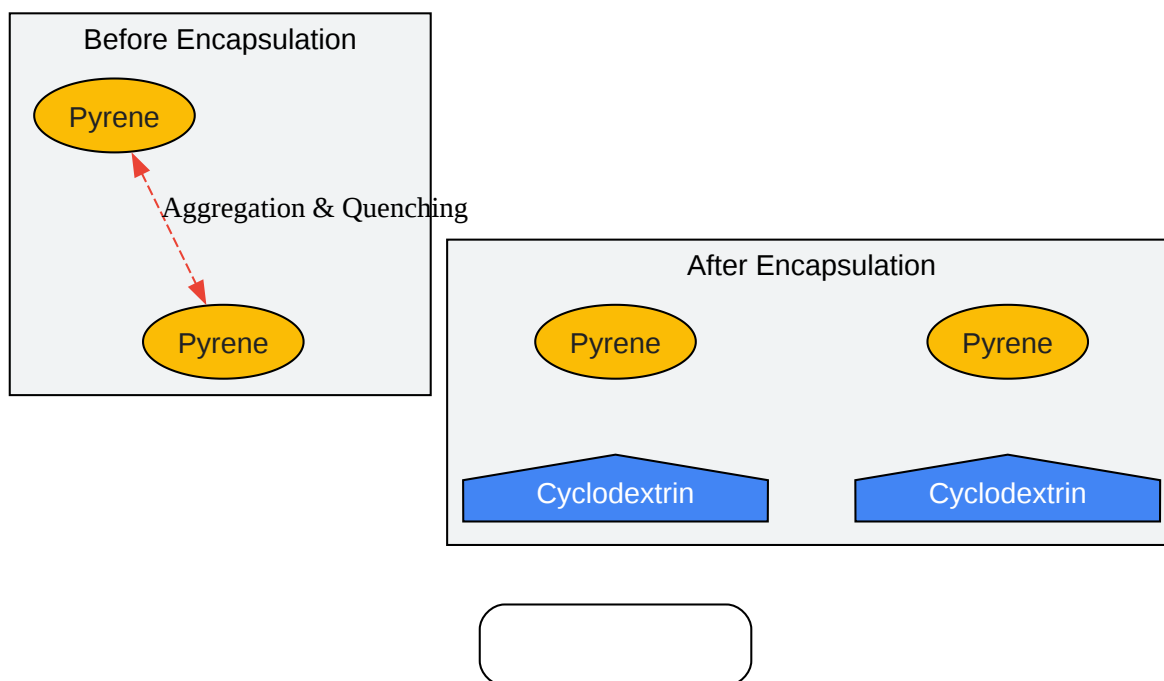 Before Encapsulation
Pyrene
Aggregation & Quenching
Pyrene
After Encapsulation
Pyrene
Pyrene
Cyclodextrin
Cyclodextrin